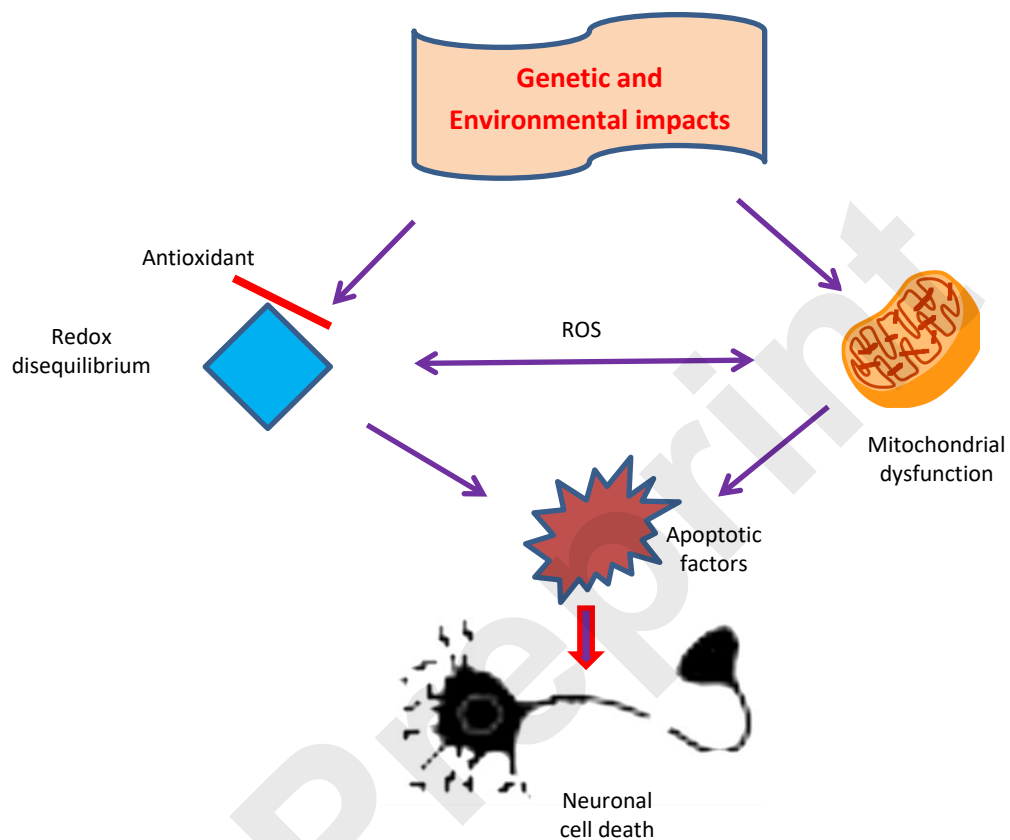 Genetic and
Environmental impacts
Antioxidant
Redox
disequilibrium
ROS
Mitochondrial
dysfunction
Apoptotic
factors
Neuronal
cell death
Preprint